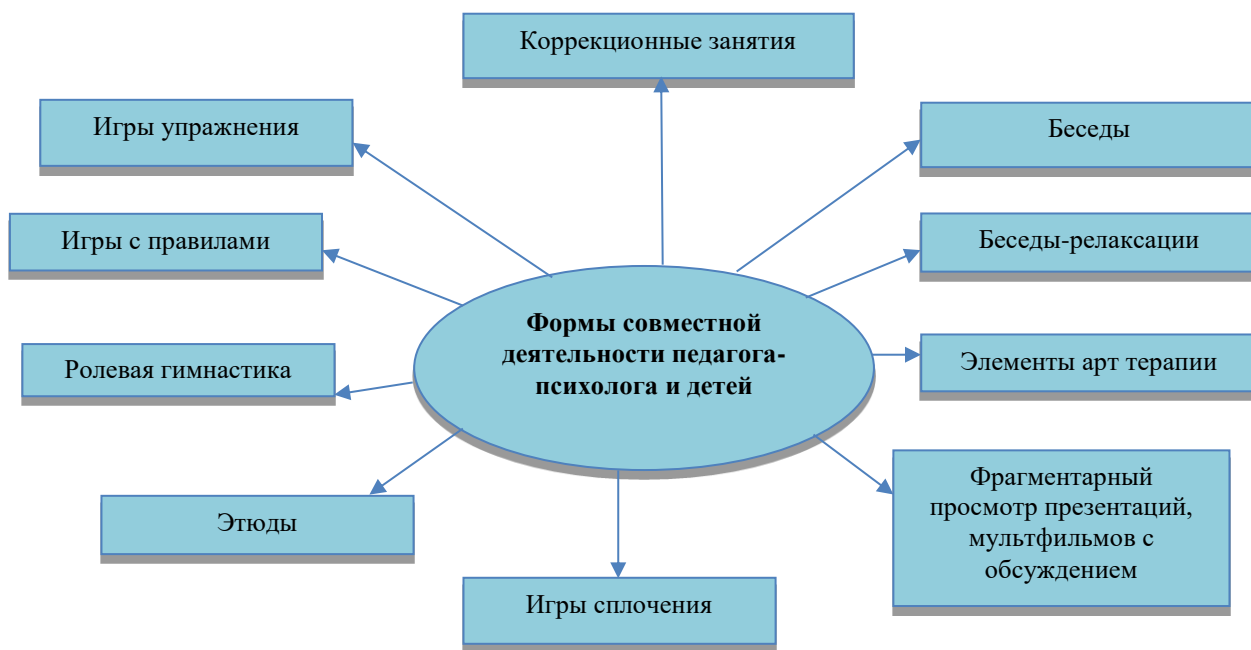 Коррекционные занятия
Игры упражнения
Беседы
Игры с правилами
Беседы-релаксации
Формы совместной
деятельности педагога-
психолога и детей
Ролевая гимнастика
Элементы арт терапии
Этюды
Фрагментарный
просмотр презентаций,
мультфильмов с
обсуждением
Игры сплочения